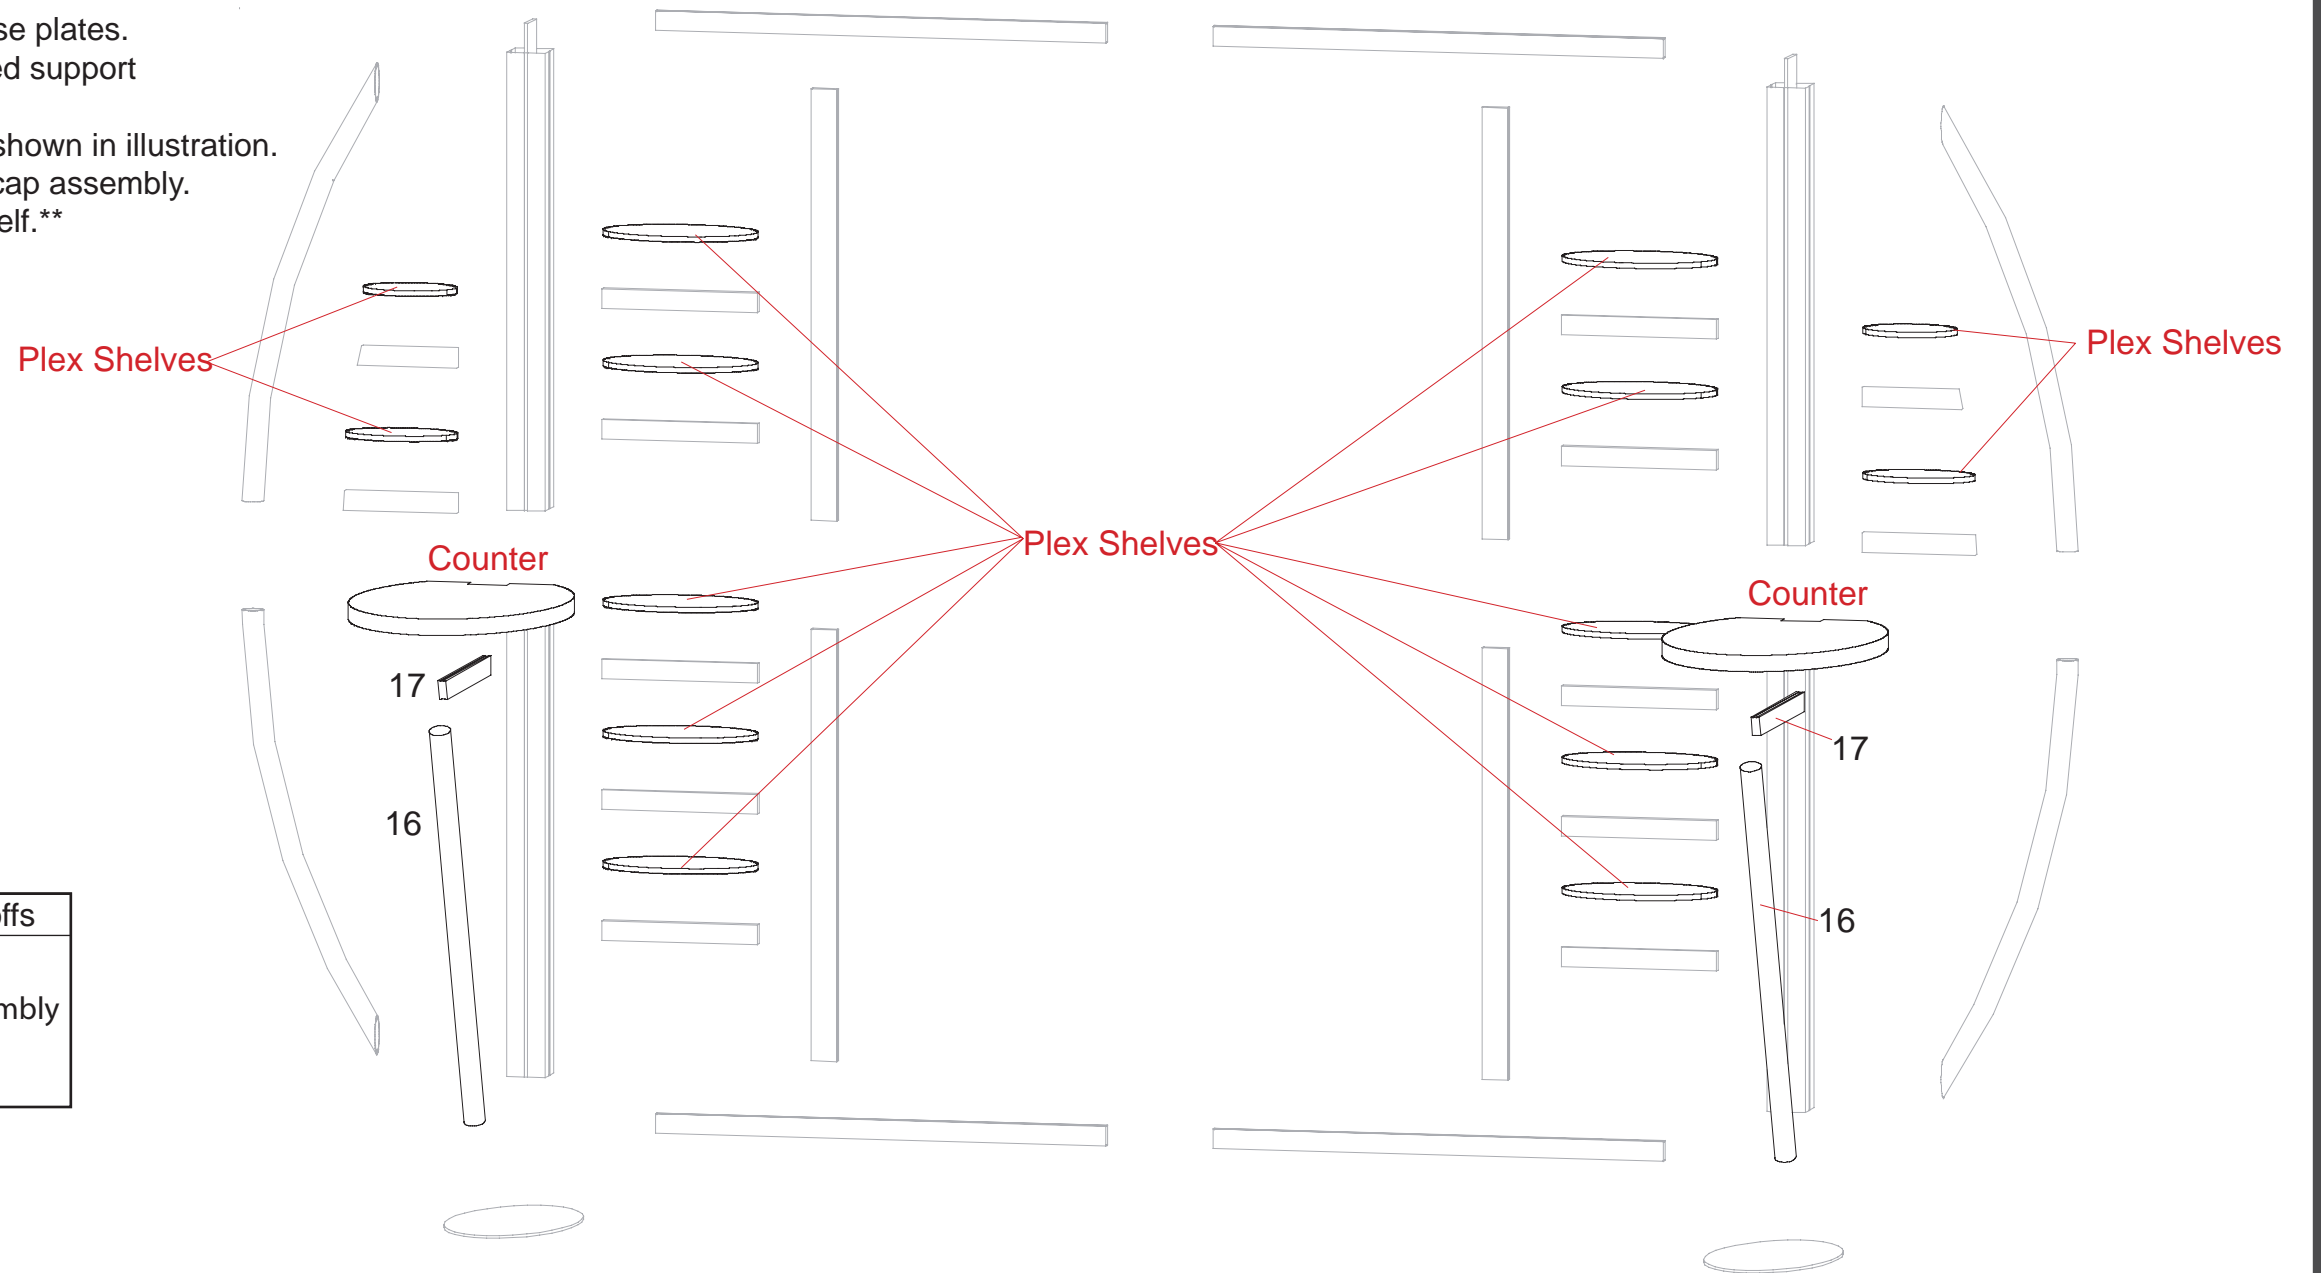 se plates.
ed support
shown in illustration.
cap assembly.
elf.**
Plex Shelves
Plex Shelves
Plex Shelves
Counter
Counter
17
17
16
16
ffs
mbly